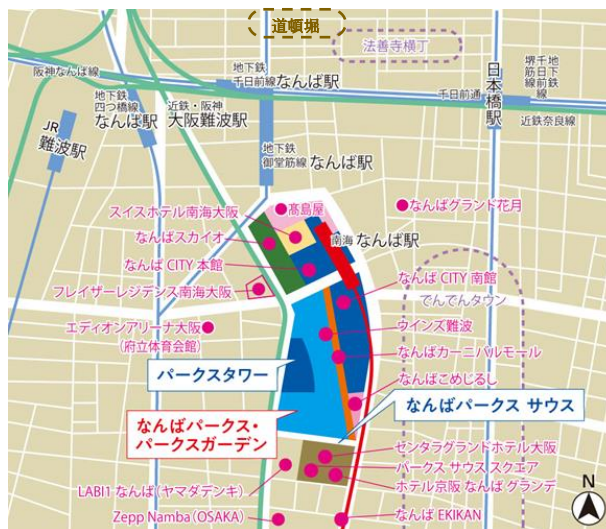 道頓堀
法善寺横丁
阪神なんば線
地下鉄
千日前線
なんば駅
日本橋駅
地下鉄
千日前線
堺筋線
千日前通
近鉄奈良線
地下鉄
四つ橋線
なんば駅
近鉄・阪神
大阪難波駅
JR
難波駅
地下鉄
御堂筋線
なんば駅
髙島屋
なんばグランド花月
スイスホテル南海大阪
なんばスカイオ
南海なんば駅
なんば CITY 本館
なんば CITY 南館
フレイザーレジデンス南海大阪
でんでんタウン
エディオンアリーナ大阪
(府立体育会館)
ウインズ難波
なんばカーニバルモール
パークスタワー
なんばこめじるし
なんばパークス サウス
なんばパークス・
パークスガーデン
センタラグランドホテル大阪
パークス サウス スクエア
ホテル京阪 なんば グランデ
LABI1 なんば(ヤマダデンキ)
Zepp Namba(OSAKA)
なんば EKIKAN
N